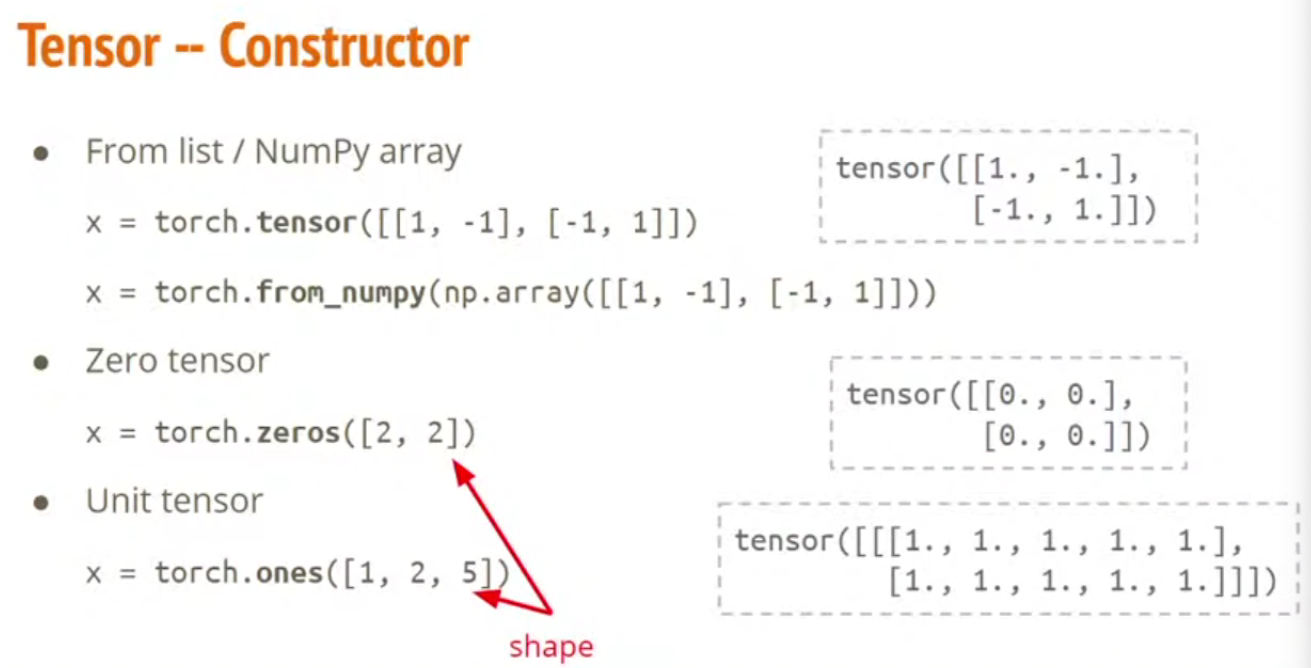 Tensor -- Constructor
● From list / NumPy array
x = torch.tensor([[1, -1], [-1, 1]])
x = torch.from_numpy(np.array([[1, -1], [-1, 1]]))
tensor([[1., -1.],
[-1., 1.]])
● Zero tensor
x = torch.zeros([2, 2])
tensor([[0., 0.],
[0., 0.]])
● Unit tensor
x = torch.ones([1, 2, 5])
tensor([[[1., 1., 1., 1., 1.],
[1., 1., 1., 1., 1.]]])
shape